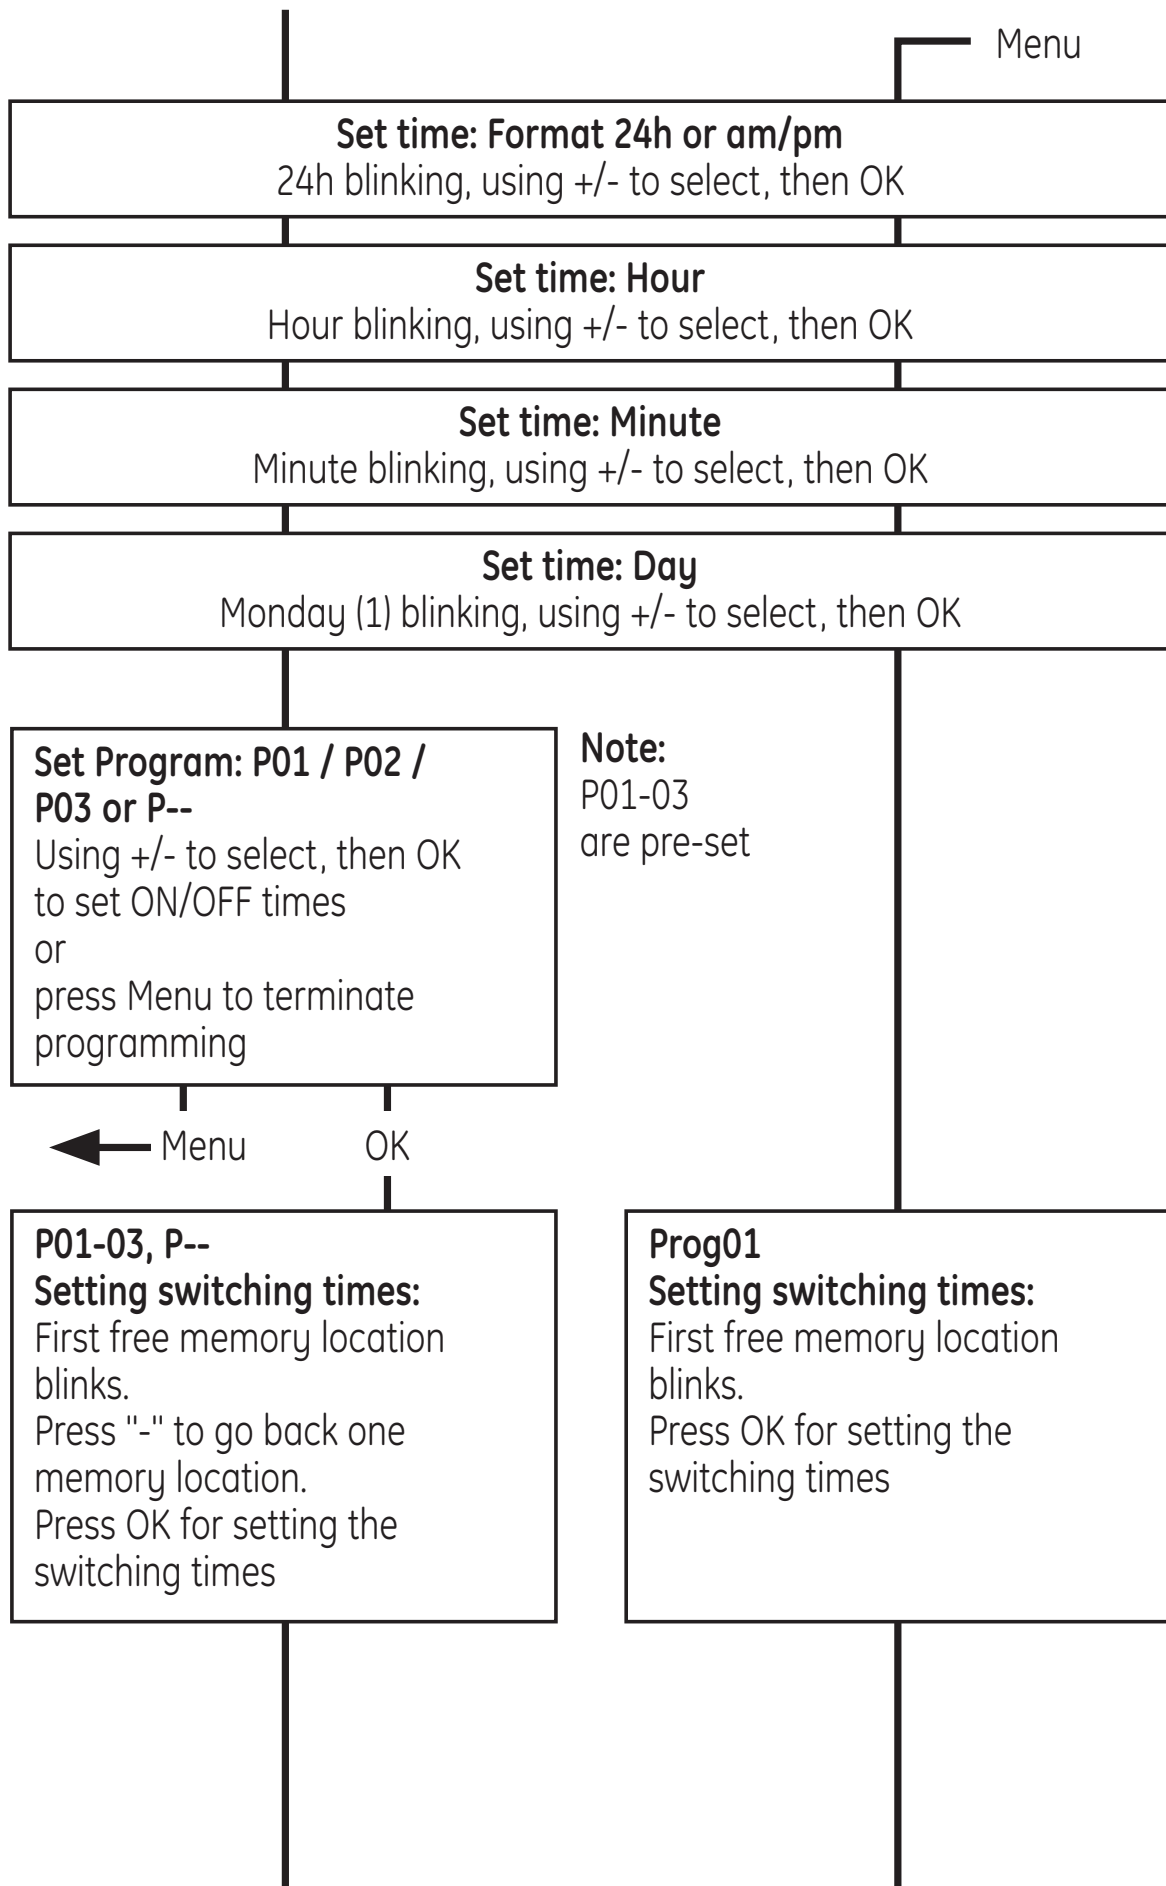 Menu
Set time: Format 24h or am/pm
24h blinking, using +/- to select, then OK
Set time: Hour
Hour blinking, using +/- to select, then OK
Set time: Minute
Minute blinking, using +/- to select, then OK
Set time: Day
Monday (1) blinking, using +/- to select, then OK
Set Program: P01 / P02 /
P03 or P--
Using +/- to select, then OK
to set ON/OFF times
or
press Menu to terminate
programming
Note:
P01-03
are pre-set
Menu
OK
P01-03, P--
Setting switching times:
First free memory location
blinks.
Press "-" to go back one
memory location.
Press OK for setting the
switching times
Prog01
Setting switching times:
First free memory location
blinks.
Press OK for setting the
switching times